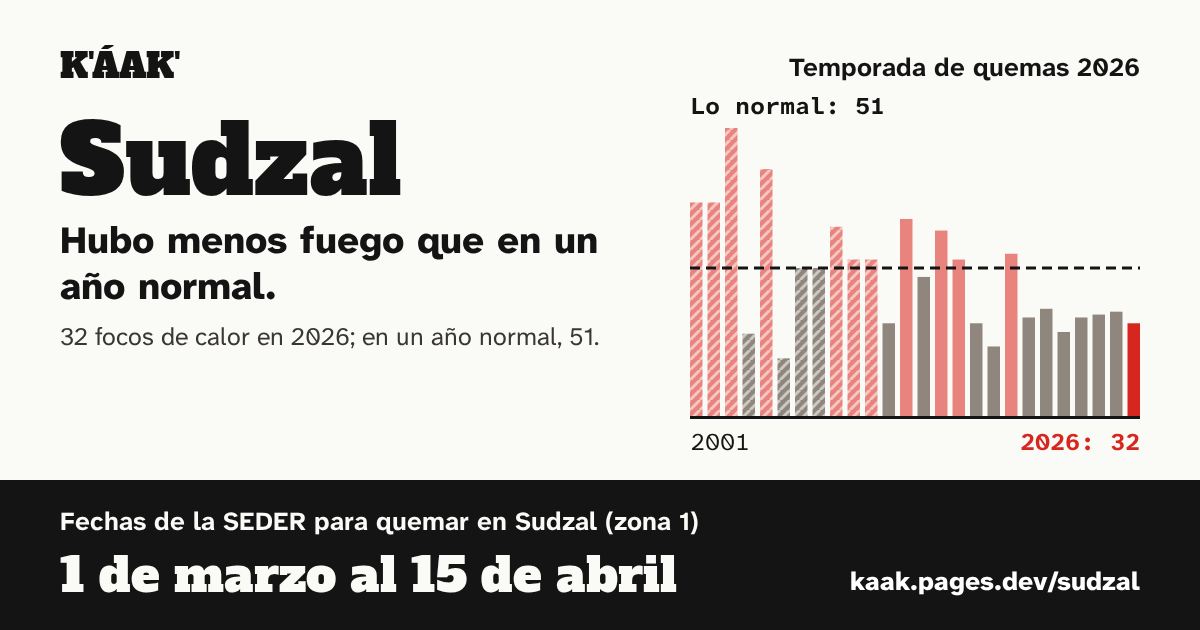 K'ÁAK'
Sudzal
Hubo menos fuego que en un
año normal.
32 focos de calor en 2026; en un año normal, 51.
Temporada de quemas 2026
Lo normal: 51
2001
2026: 32
Fechas de la SEDER para quemar en Sudzal (zona 1)
1 de marzo al 15 de abril
kaak.pages.dev/sudzal